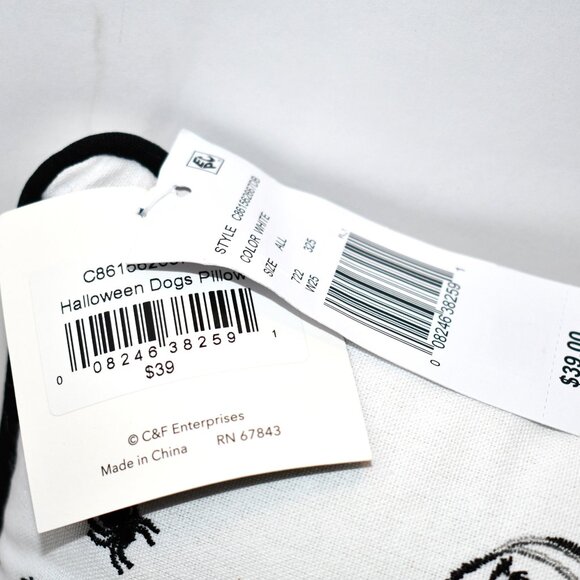 Halloween Dogs
0 08246 38259 1
$39
© C&F Enterprises
Made in China RN 67843
STYLE
COLOR WHITE
SIZE ALL
722 325
W25
0 08246 38259 1
$39.00